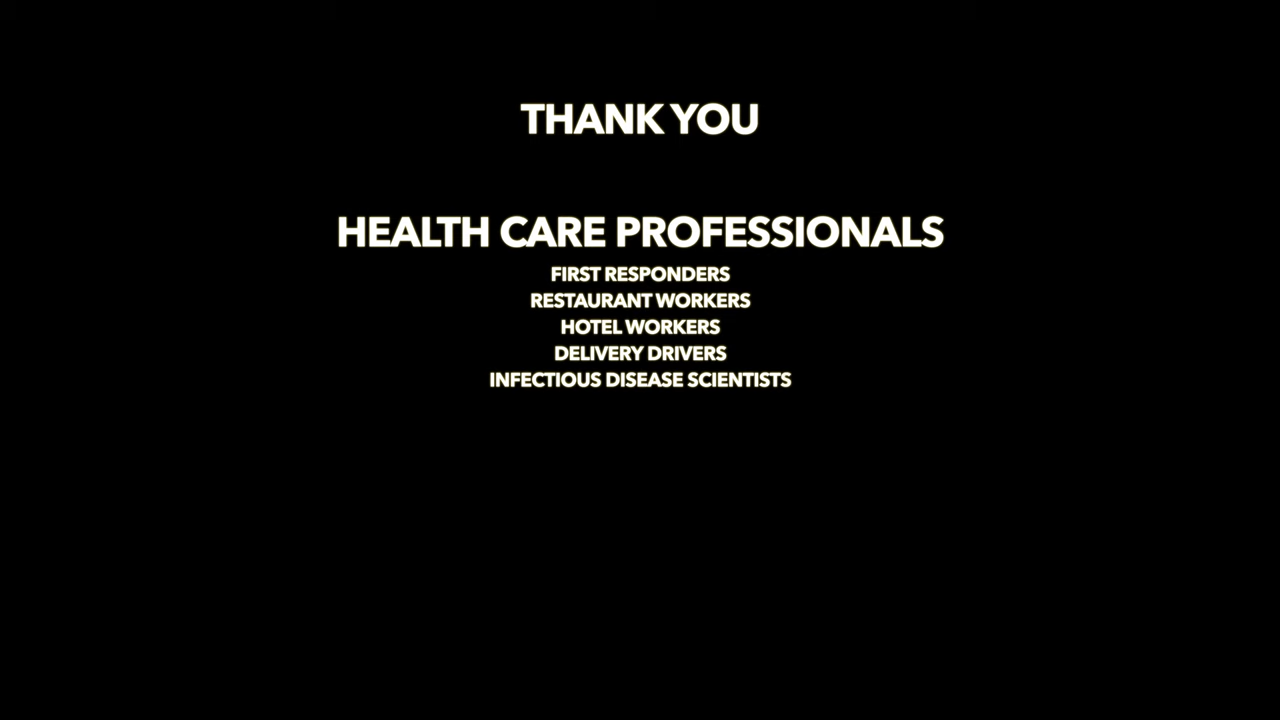 THANK YOU
HEALTH CARE PROFESSIONALS
FIRST RESPONDERS
RESTAURANT WORKERS
HOTEL WORKERS
DELIVERY DRIVERS
INFECTIOUS DISEASE SCIENTISTS